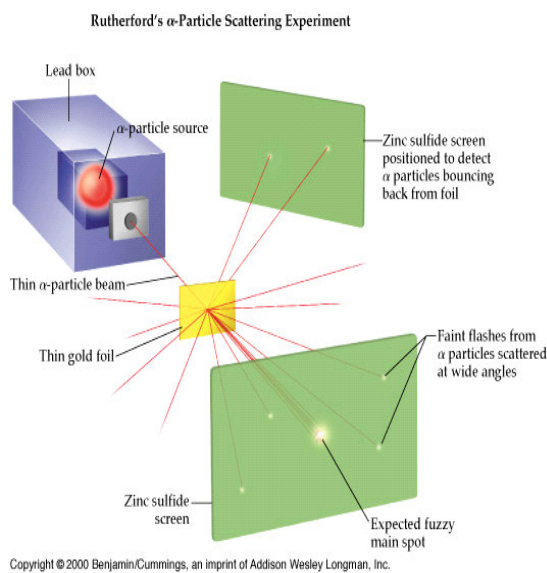 Rutherford's α-Particle Scattering Experiment
Lead box
α-particle source
Zinc sulfide screen
positioned to detect
α particles bouncing
back from foil
Thin α-particle beam
Thin gold foil
Faint flashes from
α particles scattered
at wide angles
Zinc sulfide
screen
Expected fuzzy
main spot
Copyright © 2000 Benjamin/Cummings, an imprint of Addison Wesley Longman, Inc.